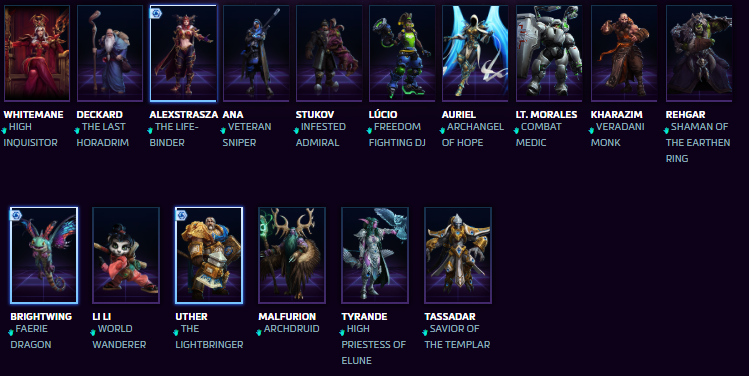 WHITEMANE
HIGH
INQUISITOR
DECKARD
THE LAST
HORADRIM
ALEXSTRASZA
THE LIFE-
BINDER
ANA
VETERAN
SNIPER
STUKOV
INFESTED
ADMIRAL
LÚCIO
FREEDOM
FIGHTING DJ
AURIEL
ARCHANGEL
OF HOPE
LT. MORALES
COMBAT
MEDIC
KHARAZIM
VERADANI
MONK
REHGAR
SHAMAN OF
THE EARTHEN
RING
BRIGHTWING
FAERIE
DRAGON
LI LI
WORLD
WANDERER
UTHER
THE
LIGHTBRINGER
MALFURION
ARCHDRUID
TYRANDE
HIGH
PRIESTESS OF
ELUNE
TASSADAR
SAVIOR OF
THE TEMPLAR